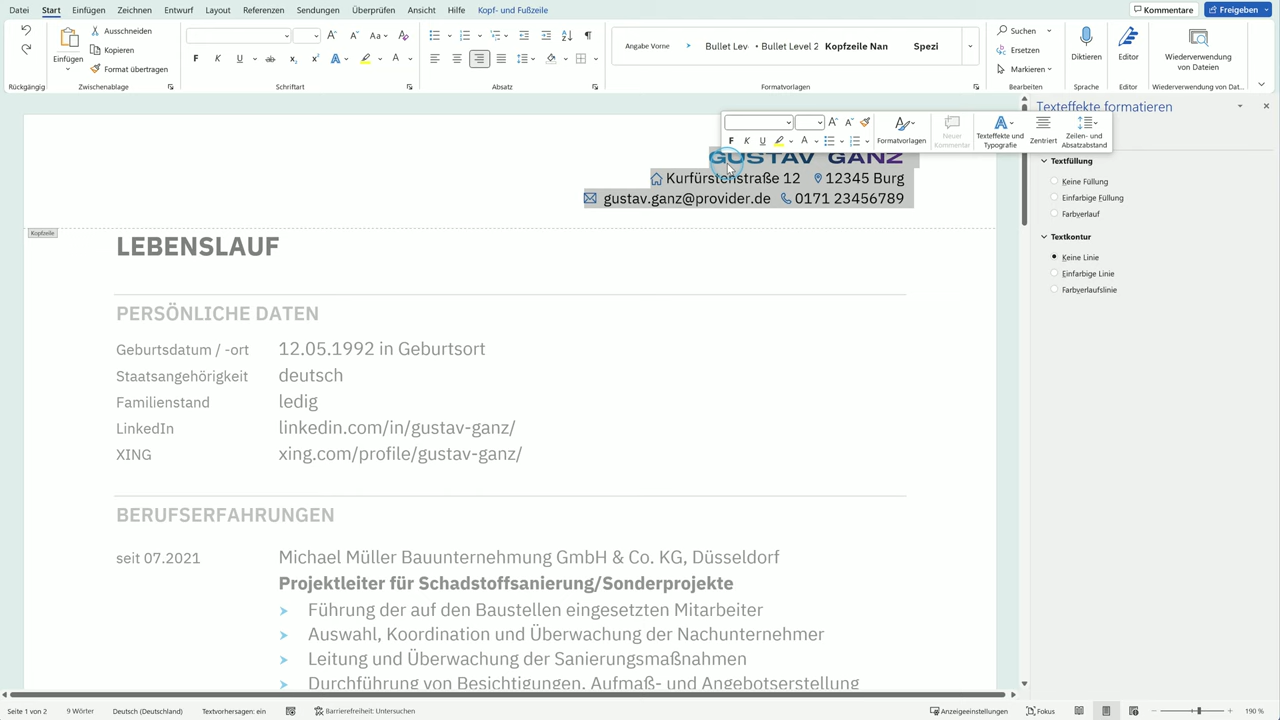 Datei Start Einfügen Zeichnen Entwurf Layout Referenzen Sendungen Überprüfen Ansicht Hilfe Kopf- und Fußzeile Kommentare Freigeben
Einfügen
Ausschneiden
Kopieren
Format übertragen
Aa
F K U ab x₂ x² A A
Angabe Vorne Bullet Lev • Bullet Level 2 Kopfzeile Nan Spezi
Suchen
Ersetzen
Markieren
Diktieren
Editor
Wiederverwendung von Dateien
Rückgängig Zwischenablage Schriftart Absatz Formatvorlagen Bearbeiten Sprache Editor Wiederverwendung von Dat...
Texteffekte formatieren
F K U A
Formatvorlagen
Neuer Kommentar
Texteffekte und Typografie
Zentriert
Zeilen- und Absatzabstand
GUSTAV GANZ
Kurfürstenstraße 12 12345 Burg
gustav.ganz@provider.de 0171 23456789
Kopfzeile
LEBENSLAUF
PERSÖNLICHE DATEN
Geburtsdatum / -ort 12.05.1992 in Geburtsort
Staatsangehörigkeit deutsch
Familienstand ledig
LinkedIn linkedin.com/in/gustav-ganz/
XING xing.com/profile/gustav-ganz/
BERUFSERFAHRUNGEN
seit 07.2021 Michael Müller Bauunternehmung GmbH & Co. KG, Düsseldorf
Projektleiter für Schadstoffsanierung/Sonderprojekte
Führung der auf den Baustellen eingesetzten Mitarbeiter
Auswahl, Koordination und Überwachung der Nachunternehmer
Leitung und Überwachung der Sanierungsmaßnahmen
Durchführung von Besichtigungen, Aufmaß- und Angebotserstellung
Textfüllung
Keine Füllung
Einfarbige Füllung
Farbverlauf
Textkontur
Keine Linie
Einfarbige Linie
Farbverlaufslinie
Seite 1 von 2 9 Wörter Deutsch (Deutschland) Textvorhersagen: ein Barrierefreiheit: Untersuchen Anzeigeeinstellungen Fokus 190 %